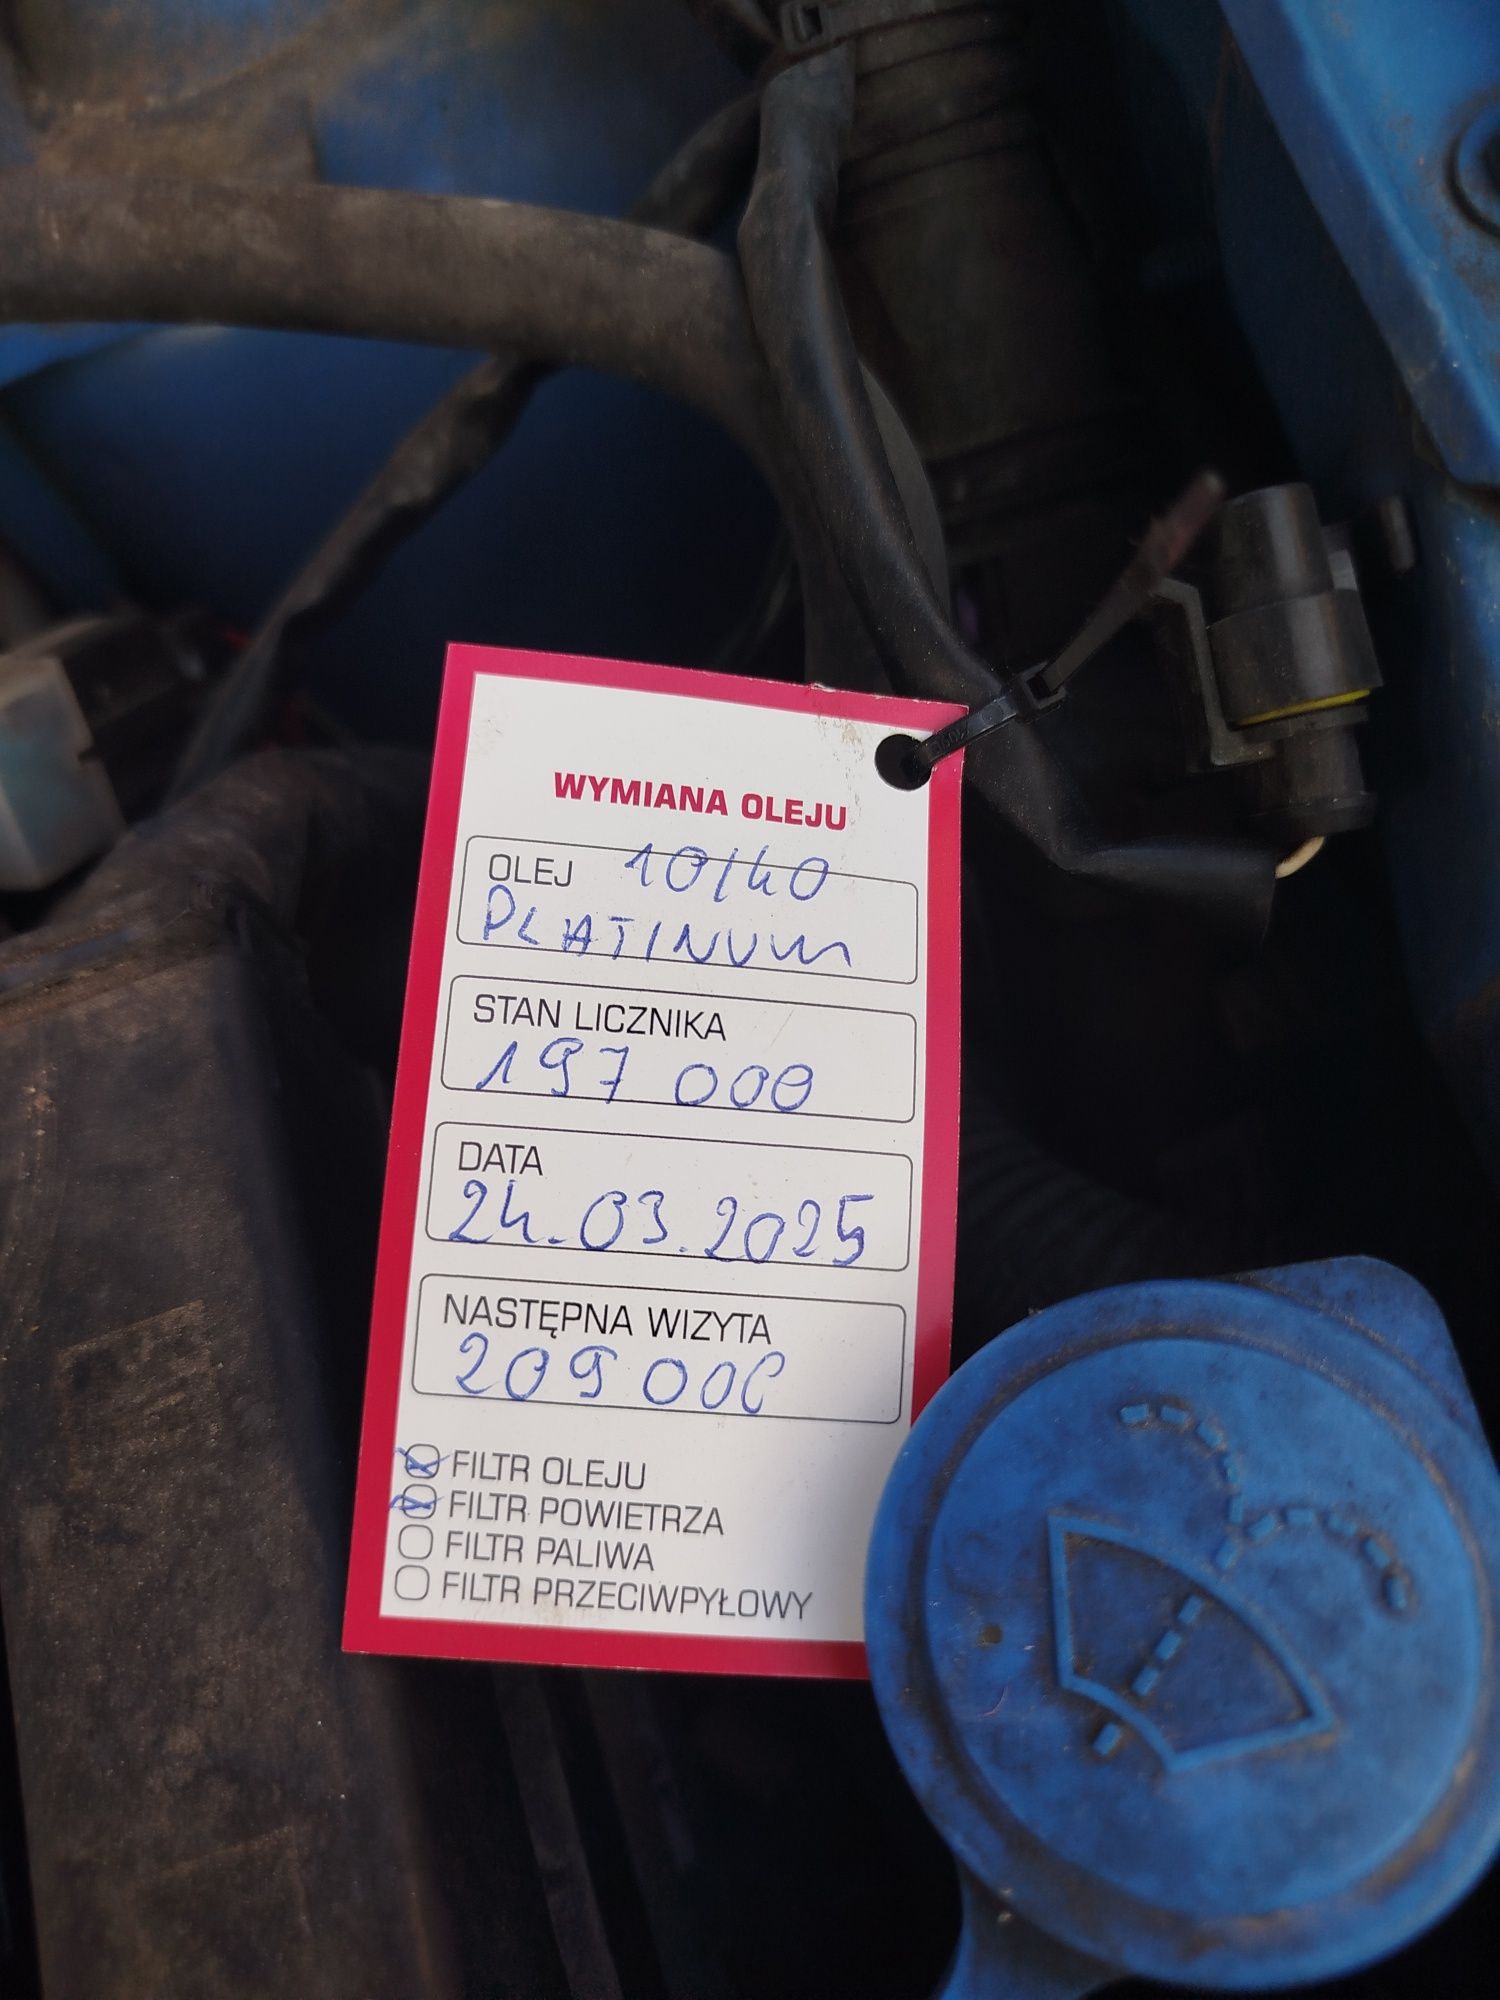 WYMIANA OLEJU
OLEJ 10/40
PLATINUM
STAN LICZNIKA
197 000
DATA
24.03.2025
NASTĘPNA WIZYTA
209 000
FILTR OLEJU
FILTR POWIETRZA
FILTR PALIWA
FILTR PRZECIWPYŁOWY